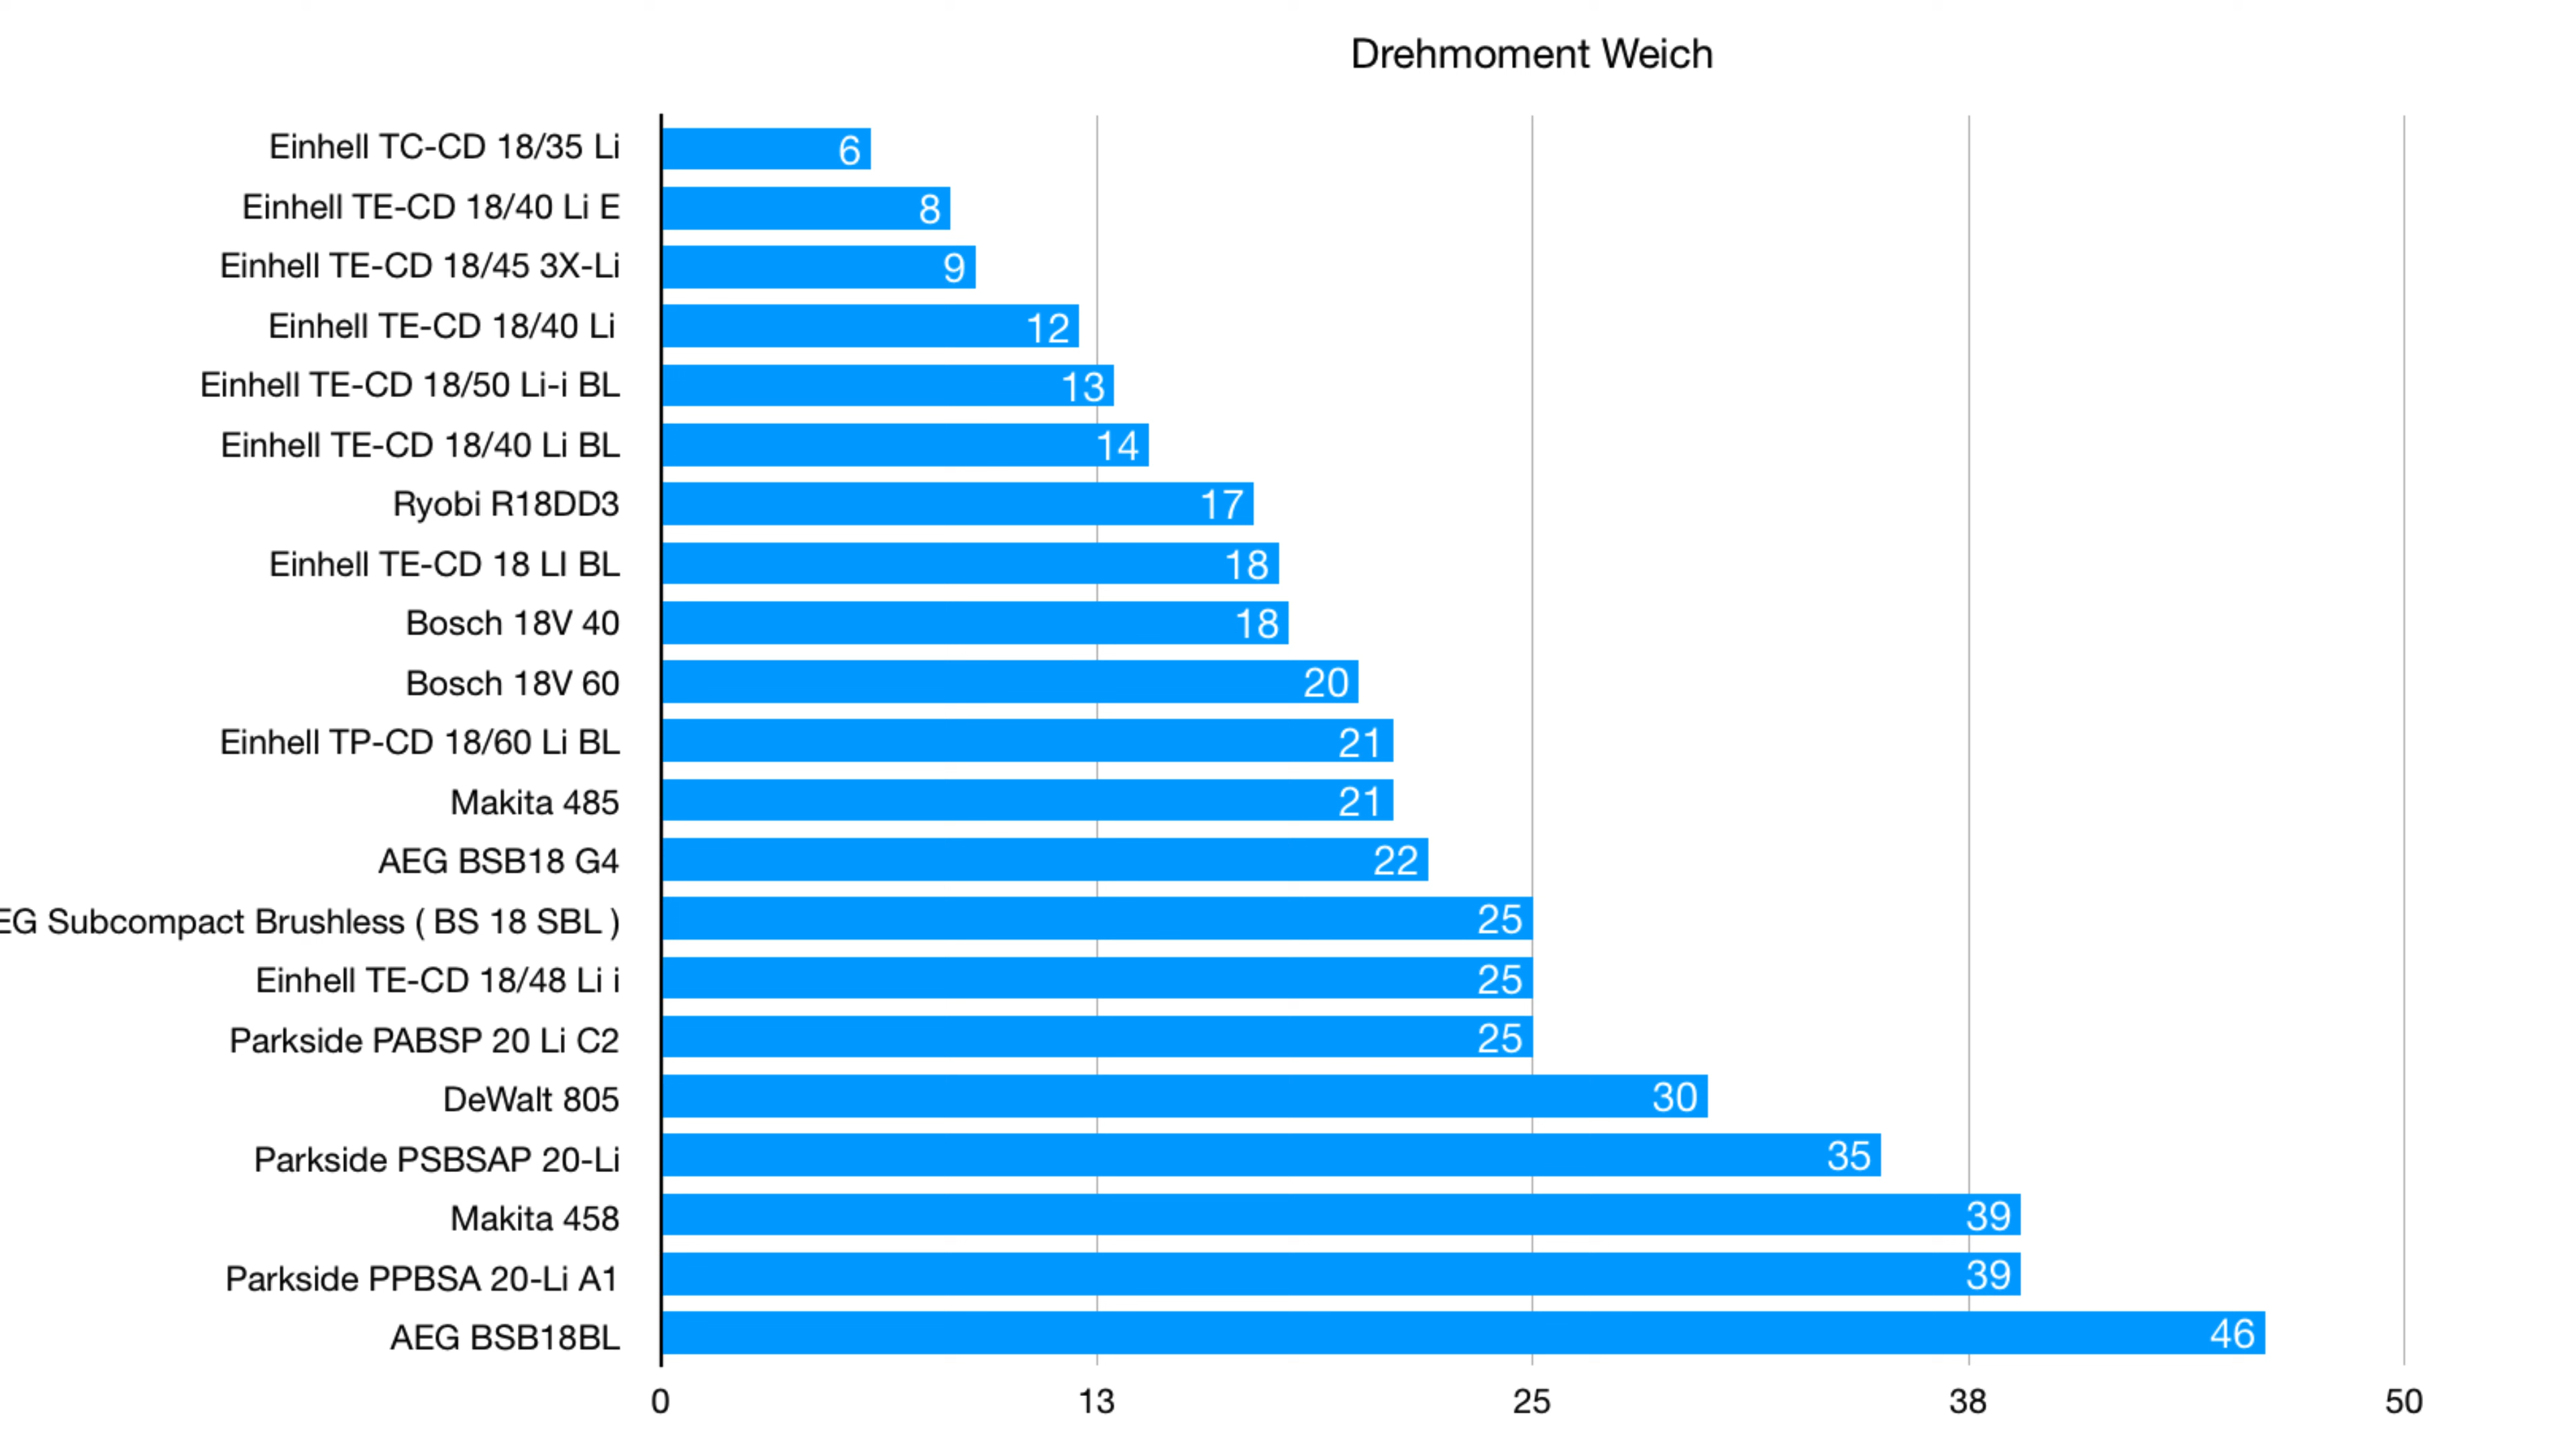 Drehmoment Weich
Einhell TC-CD 18/35 Li 6
Einhell TE-CD 18/40 Li E 8
Einhell TE-CD 18/45 3X-Li 9
Einhell TE-CD 18/40 Li 12
Einhell TE-CD 18/50 Li-i BL 13
Einhell TE-CD 18/40 Li BL 14
Ryobi R18DD3 17
Einhell TE-CD 18 LI BL 18
Bosch 18V 40 18
Bosch 18V 60 20
Einhell TP-CD 18/60 Li BL 21
Makita 485 21
AEG BSB18 G4 22
EG Subcompact Brushless ( BS 18 SBL ) 25
Einhell TE-CD 18/48 Li i 25
Parkside PABSP 20 Li C2 25
DeWalt 805 30
Parkside PSBSAP 20-Li 35
Makita 458 39
Parkside PPBSA 20-Li A1 39
AEG BSB18BL 46
0 13 25 38 50